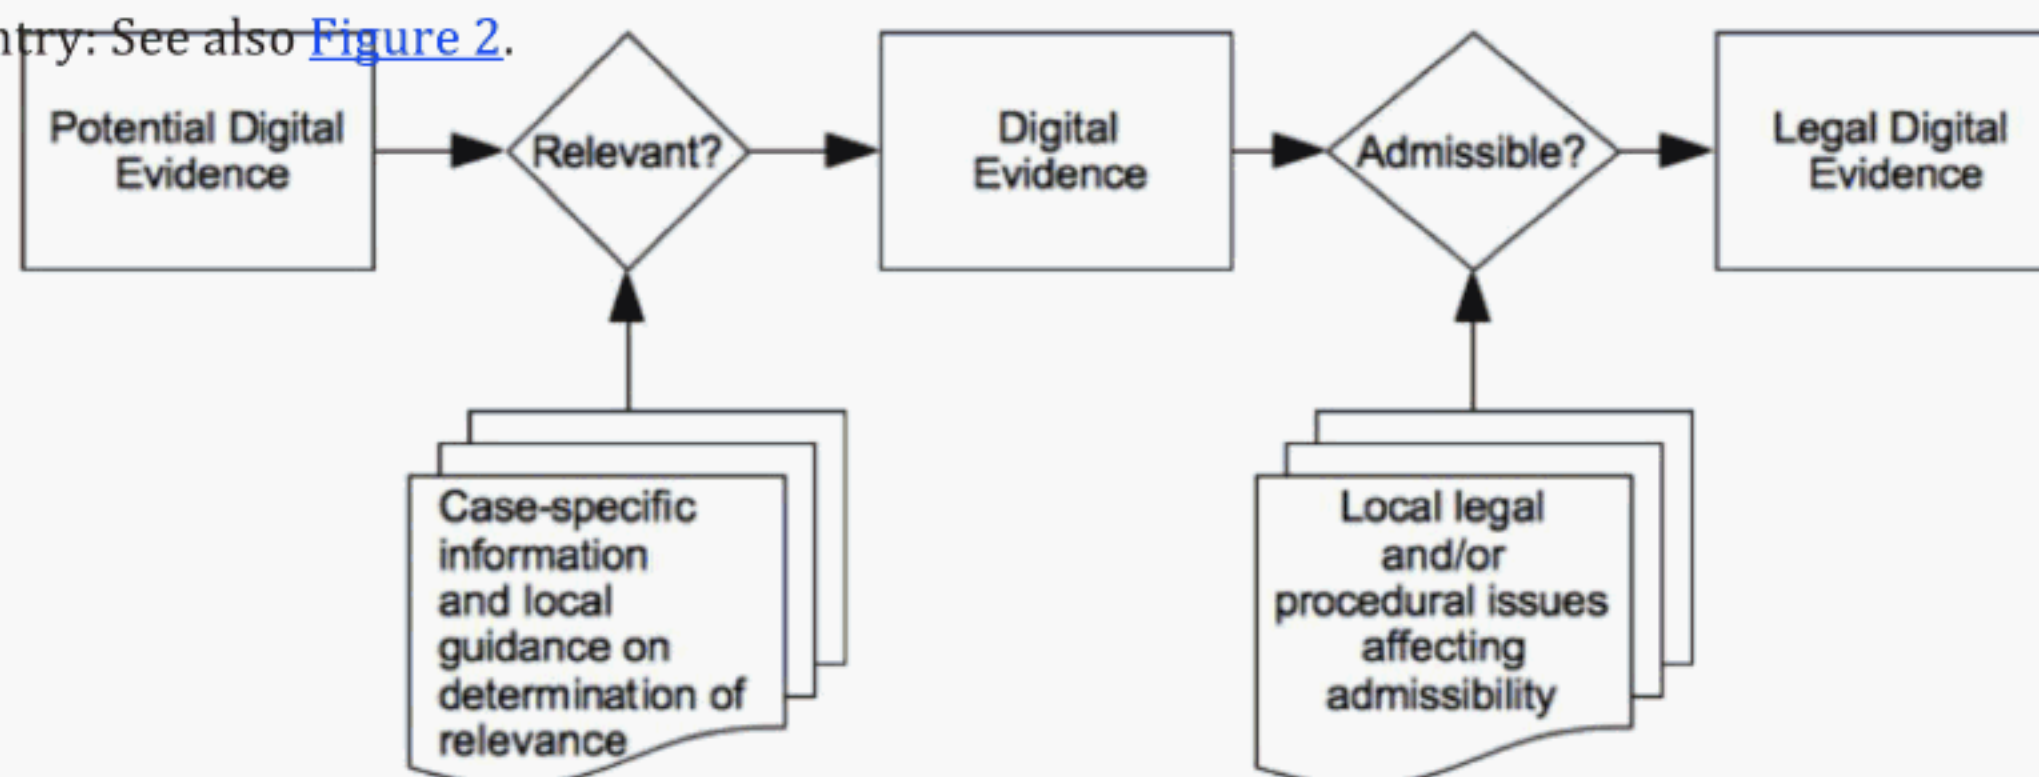 ntry: See also Figure 2.
Potential Digital
Evidence
Relevant?
Digital
Evidence
Admissible?
Legal Digital
Evidence
Case-specific
information
and local
guidance on
determination of
relevance
Local legal
and/or
procedural issues
affecting
admissibility